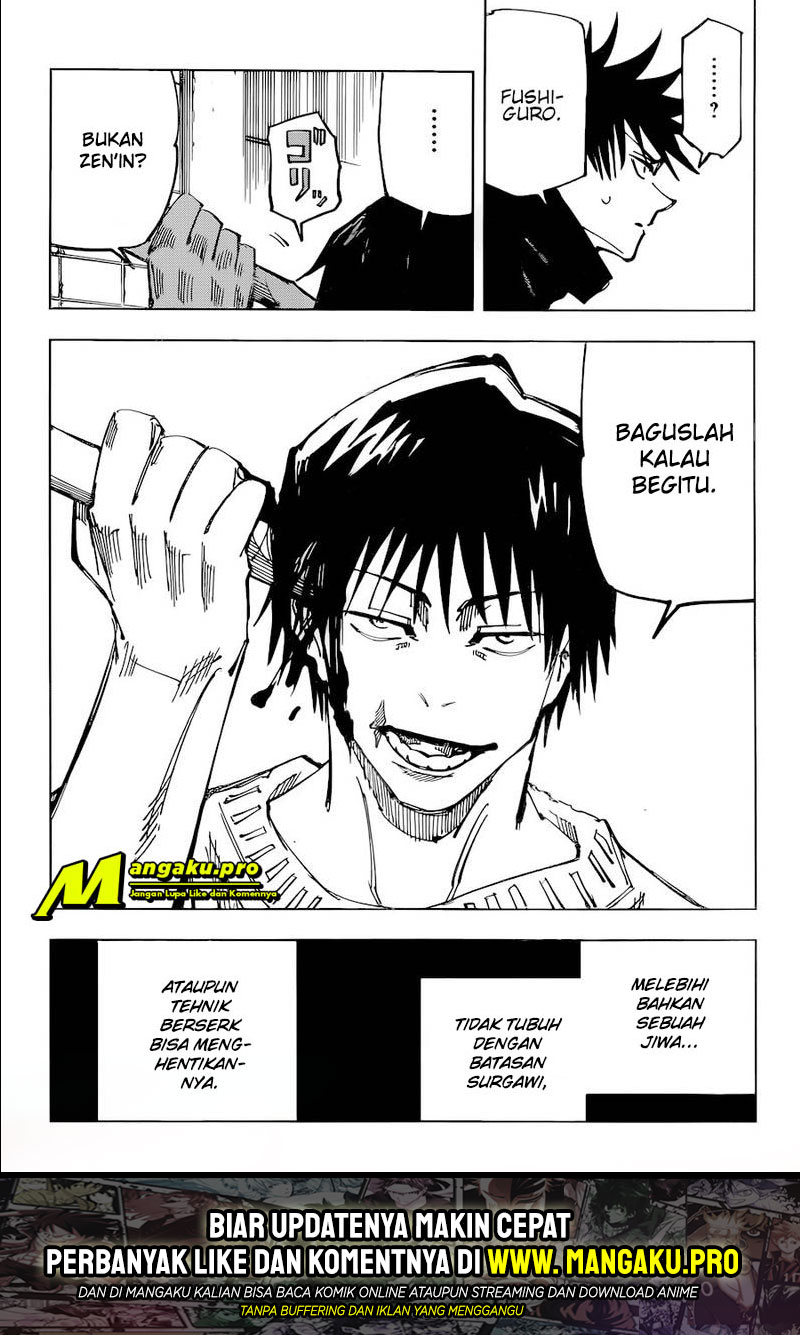 FUSHI-
GURO.
......?
......
BUKAN
ZEN'IN?
ゴリッ
BAGUSLAH
KALAU
BEGITU.
Mangaku.pro
Jangan Lupa Like dan Komennya
MELEBIHI
BAHKAN
SEBUAH
JIWA...
TIDAK TUBUH
DENGAN
BATASAN
SURGAWI,
ATAUPUN
TEHNIK
BERSERK
BISA MENG-
HENTIKAN-
NYA.
BIAR UPDATENYA MAKIN CEPAT
PERBANYAK LIKE DAN KOMENTNYA DI WWW. MANGAKU.PRO
DAN DI MANGAKU KALIAN BISA BACA KOMIK ONLINE ATAUPUN STREAMING DAN DOWNLOAD ANIME
TANPA BUFFERING DAN IKLAN YANG MENGGANGU